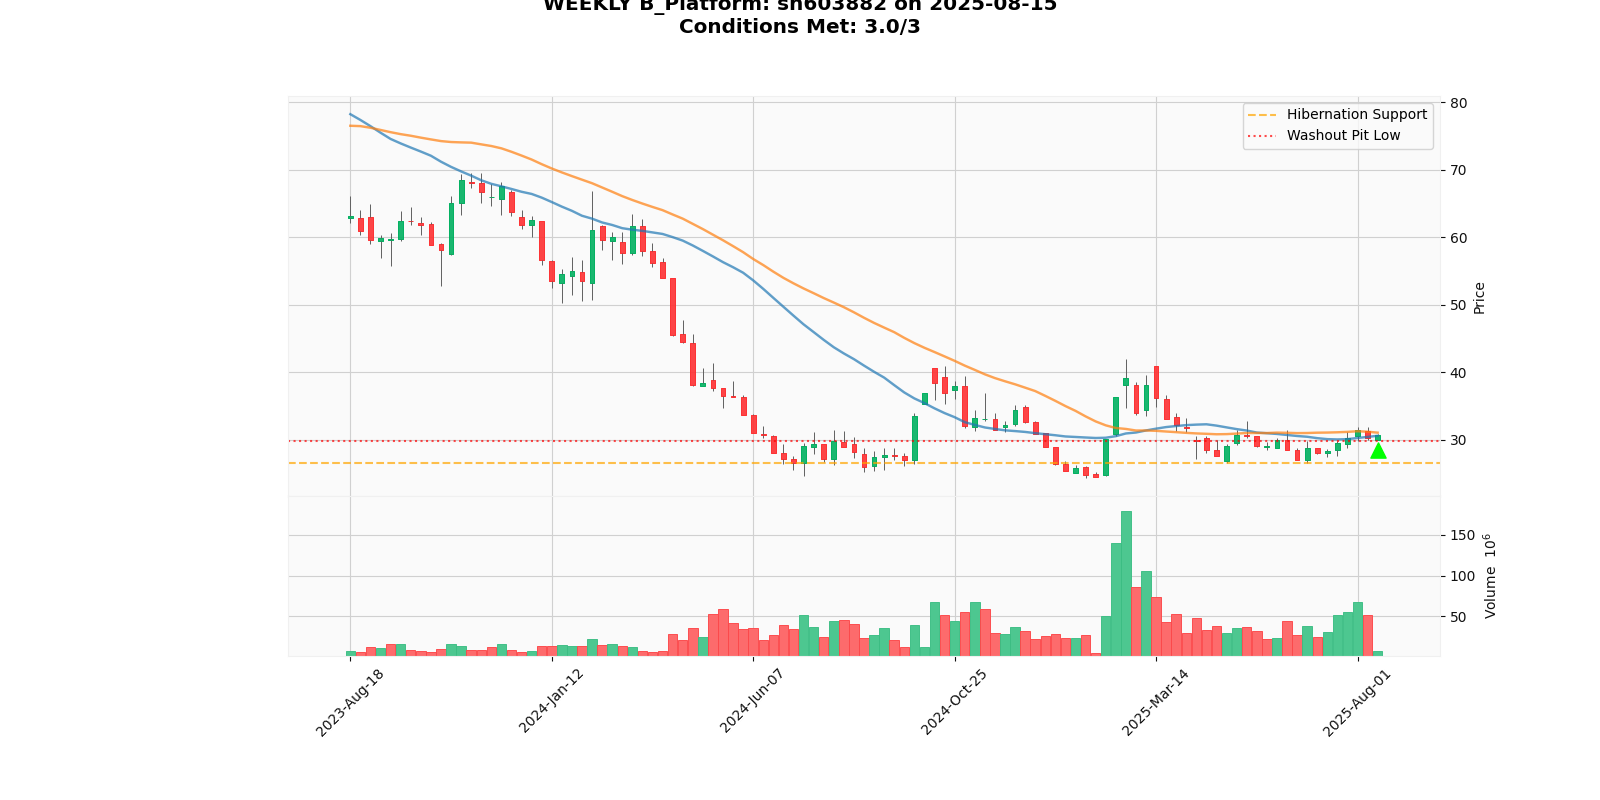 WEEKLY B_Platform: sh603882 on 2025-08-15
Conditions Met: 3.0/3
Hibernation Support
Washout Pit Low
80
70
60
50
40
30
Price
150
100
50
Volume 10⁶
2023-Aug-18
2024-Jan-12
2024-Jun-07
2024-Oct-25
2025-Mar-14
2025-Aug-01